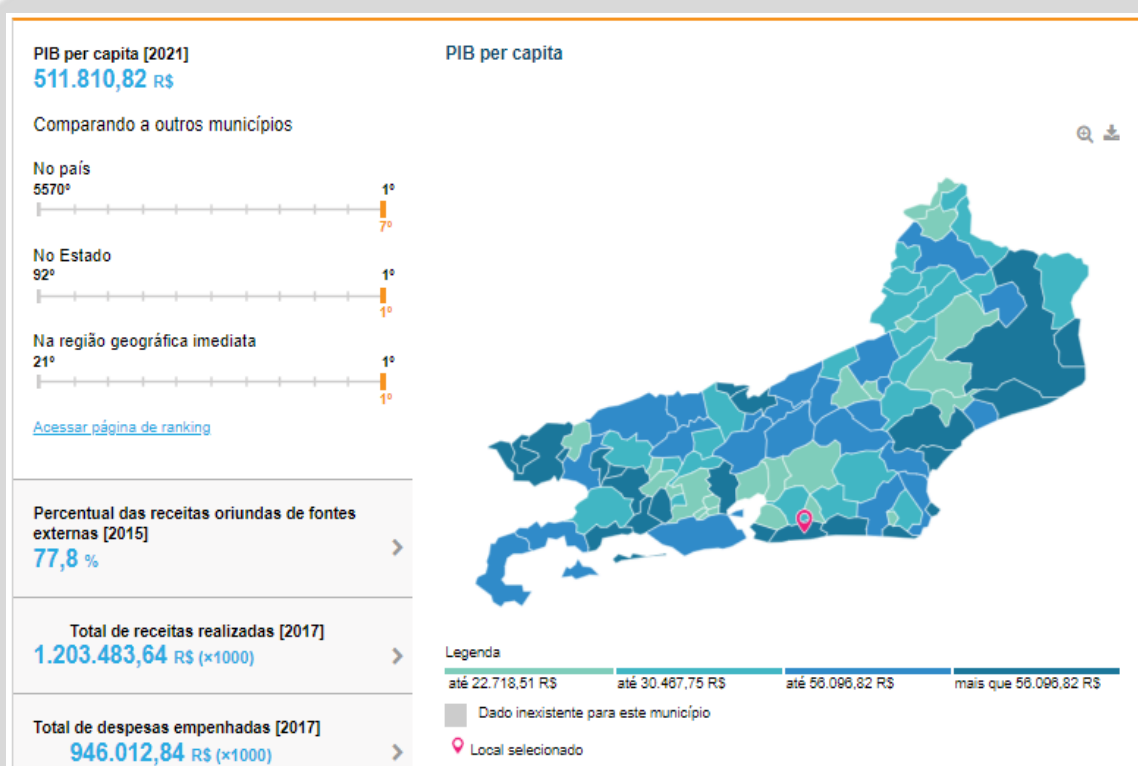 PIB per capita [2021]
511.810,82 R$
Comparando a outros municípios
No país
5570º 1º
7º
No Estado
92º 1º
1º
Na região geográfica imediata
21º 1º
1º
Acessar página de ranking
Percentual das receitas oriundas de fontes
externas [2015]
77,8 %
Total de receitas realizadas [2017]
1.203.483,64 R$ (×1000)
Total de despesas empenhadas [2017]
946.012,84 R$ (×1000)
PIB per capita
Legenda
até 22.718,51 R$ até 30.467,75 R$ até 56.096,82 R$ mais que 56.096,82 R$
Dado inexistente para este município
Local selecionado